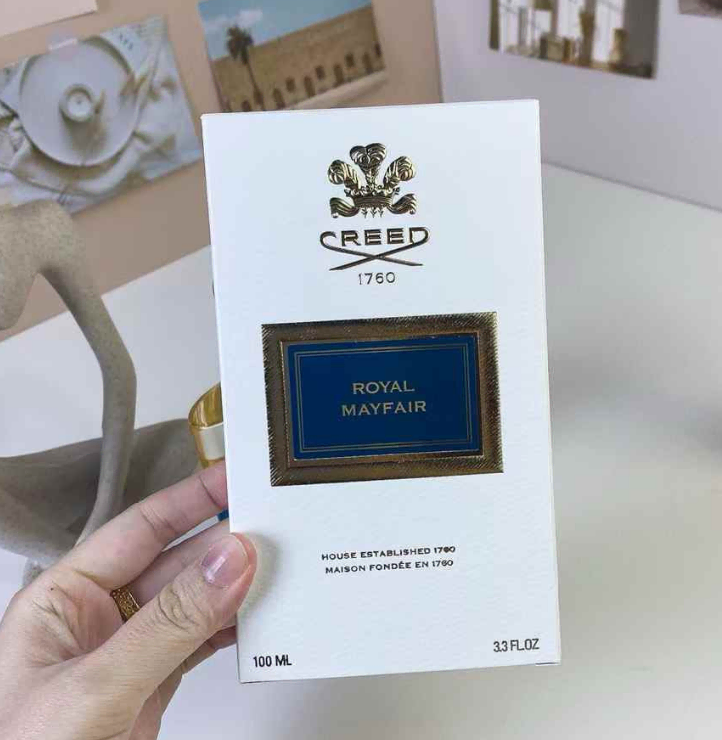 CREED
1760
ROYAL
MAYFAIR
HOUSE ESTABLISHED 1760
MAISON FONDÉE EN 1760
100 ML
3.3 FL.OZ